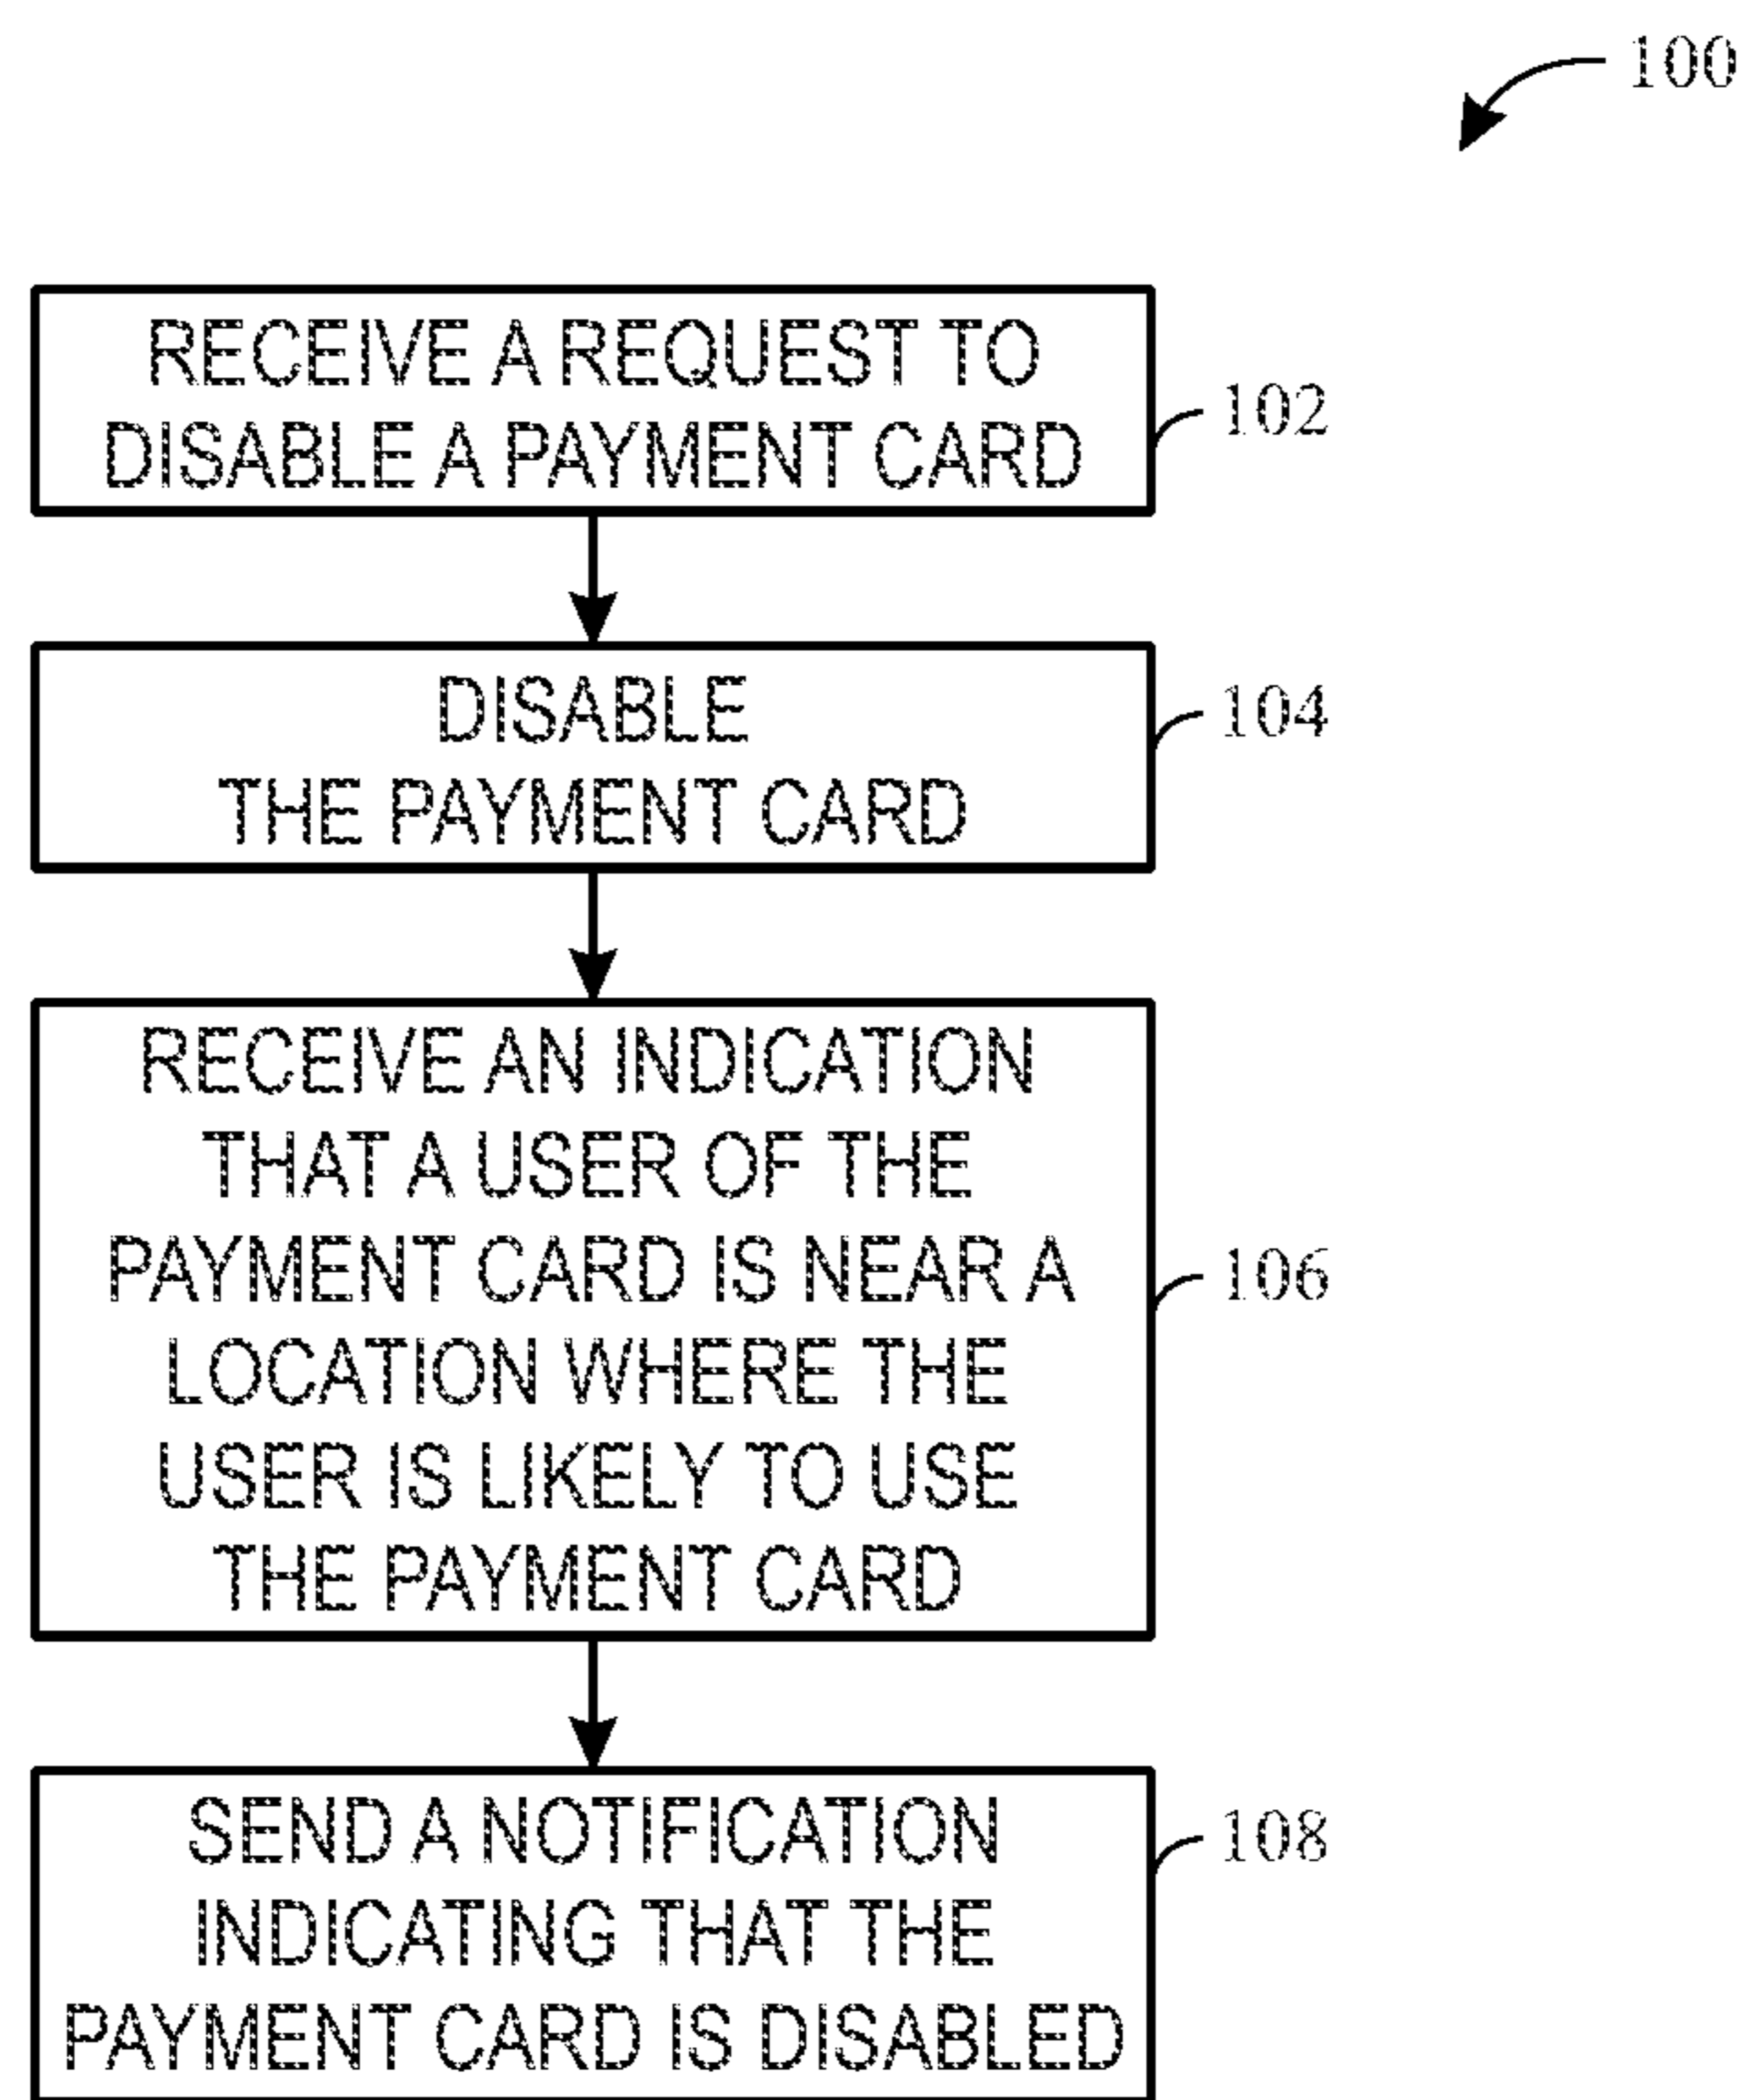 100
RECEIVE A REQUEST TO
DISABLE A PAYMENT CARD
102
DISABLE
THE PAYMENT CARD
104
RECEIVE AN INDICATION
THAT A USER OF THE
PAYMENT CARD IS NEAR A
LOCATION WHERE THE
USER IS LIKELY TO USE
THE PAYMENT CARD
106
SEND A NOTIFICATION
INDICATING THAT THE
PAYMENT CARD IS DISABLED
108